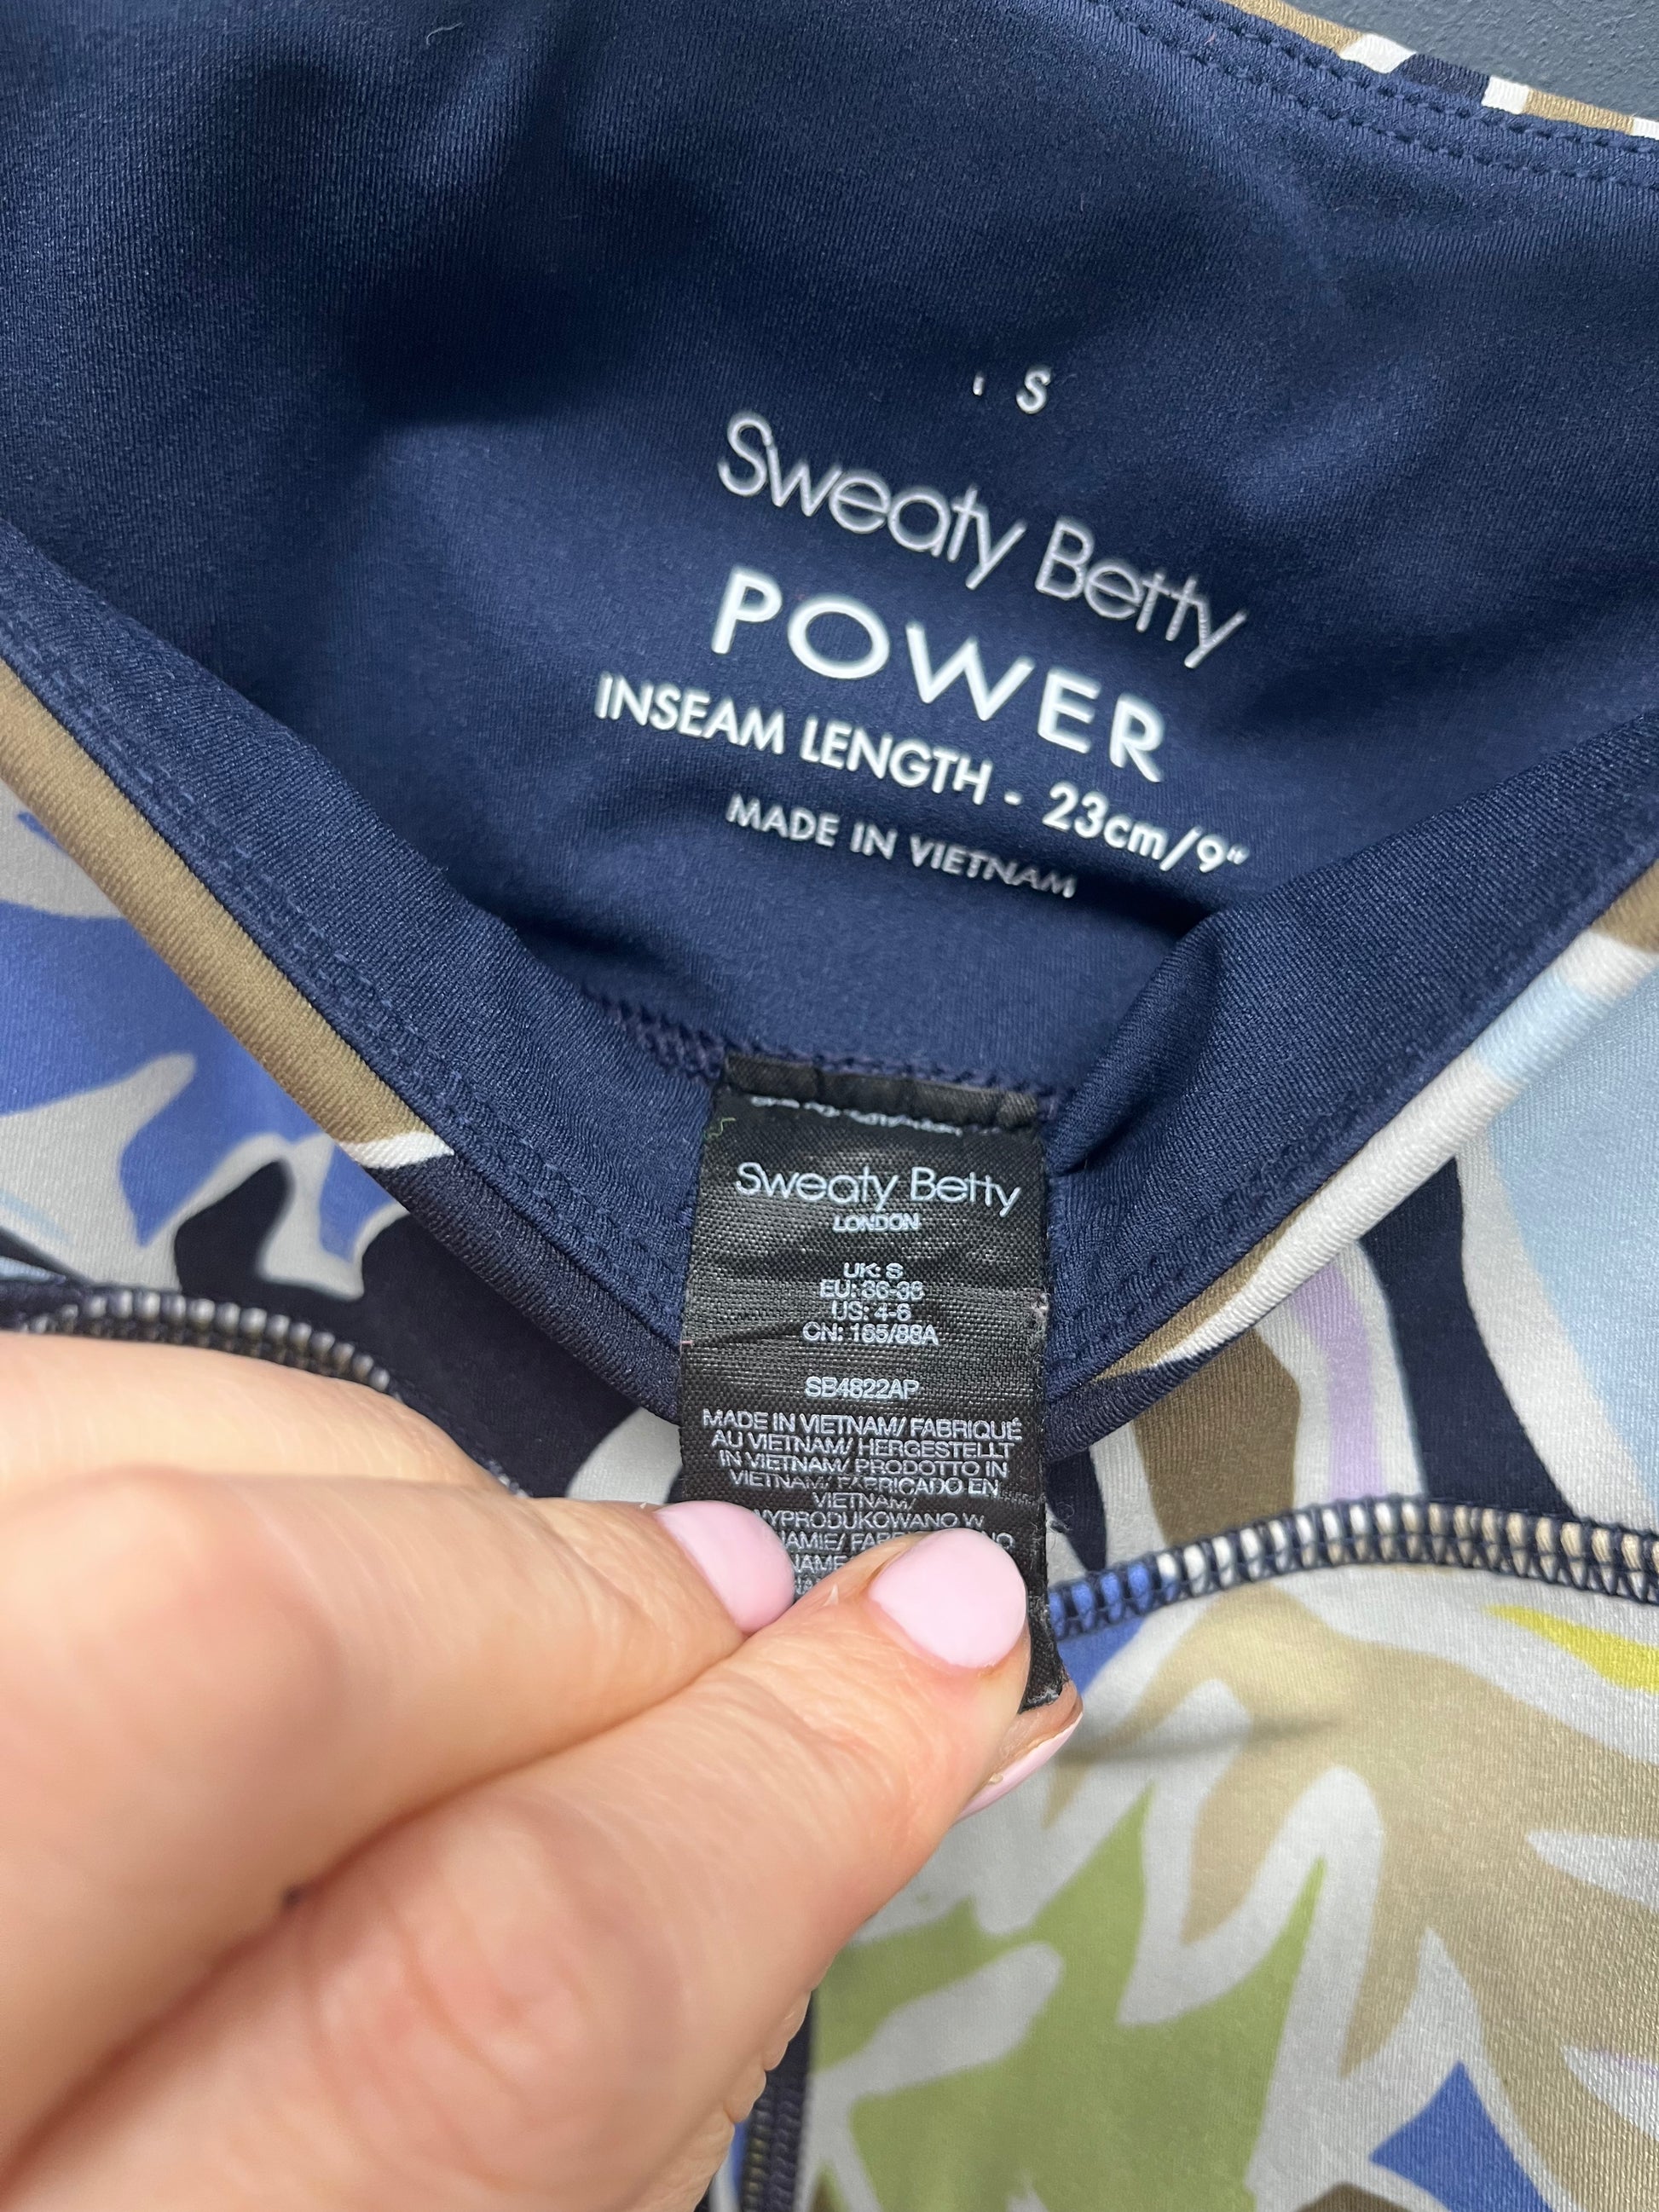 S
Sweaty Betty
POWER
INSEAM LENGTH - 23cm/9"
MADE IN VIETNAM
Sweaty Betty
LONDON
UK: S
EU: 36-38
US: 4-6
CN: 165/88A
SB4822AP
MADE IN VIETNAM/ FABRIQUÉ
AU VIETNAM/ HERGESTELLT
IN VIETNAM/ PRODOTTO IN
VIETNAM/ FABRICADO EN
VIETNAM/
WYPRODUKOWANO W